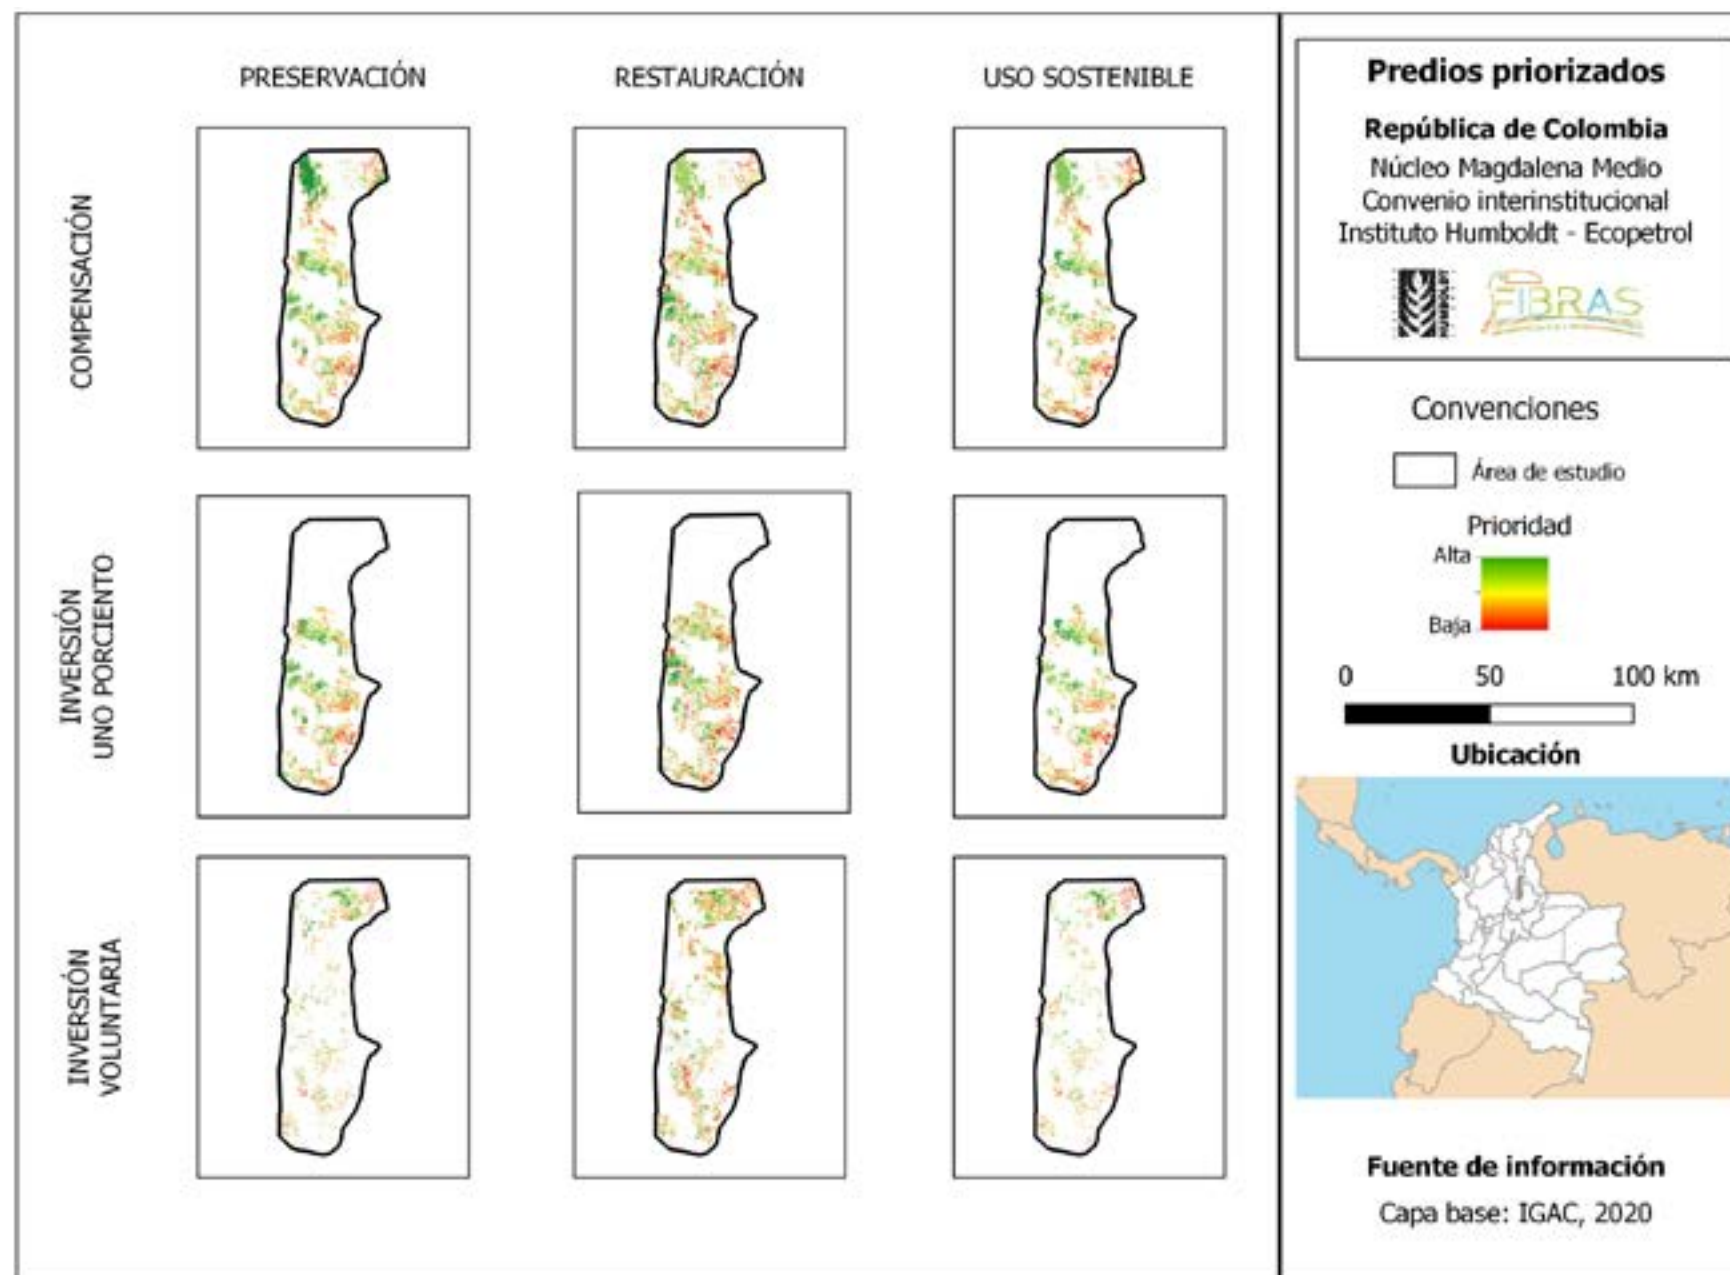 PRESERVACIÓN
RESTAURACIÓN
USO SOSTENIBLE
COMPENSACIÓN
INVERSIÓN
UNO PORCIENTO
INVERSIÓN
VOLUNTARIA
Predios priorizados
República de Colombia
Núcleo Magdalena Medio
Convenio interinstitucional
Instituto Humboldt - Ecopetrol
HUMBOLDT
FIBRAS
Convenciones
Área de estudio
Prioridad
Alta
Baja
0 50 100 km
Ubicación
Fuente de información
Capa base: IGAC, 2020